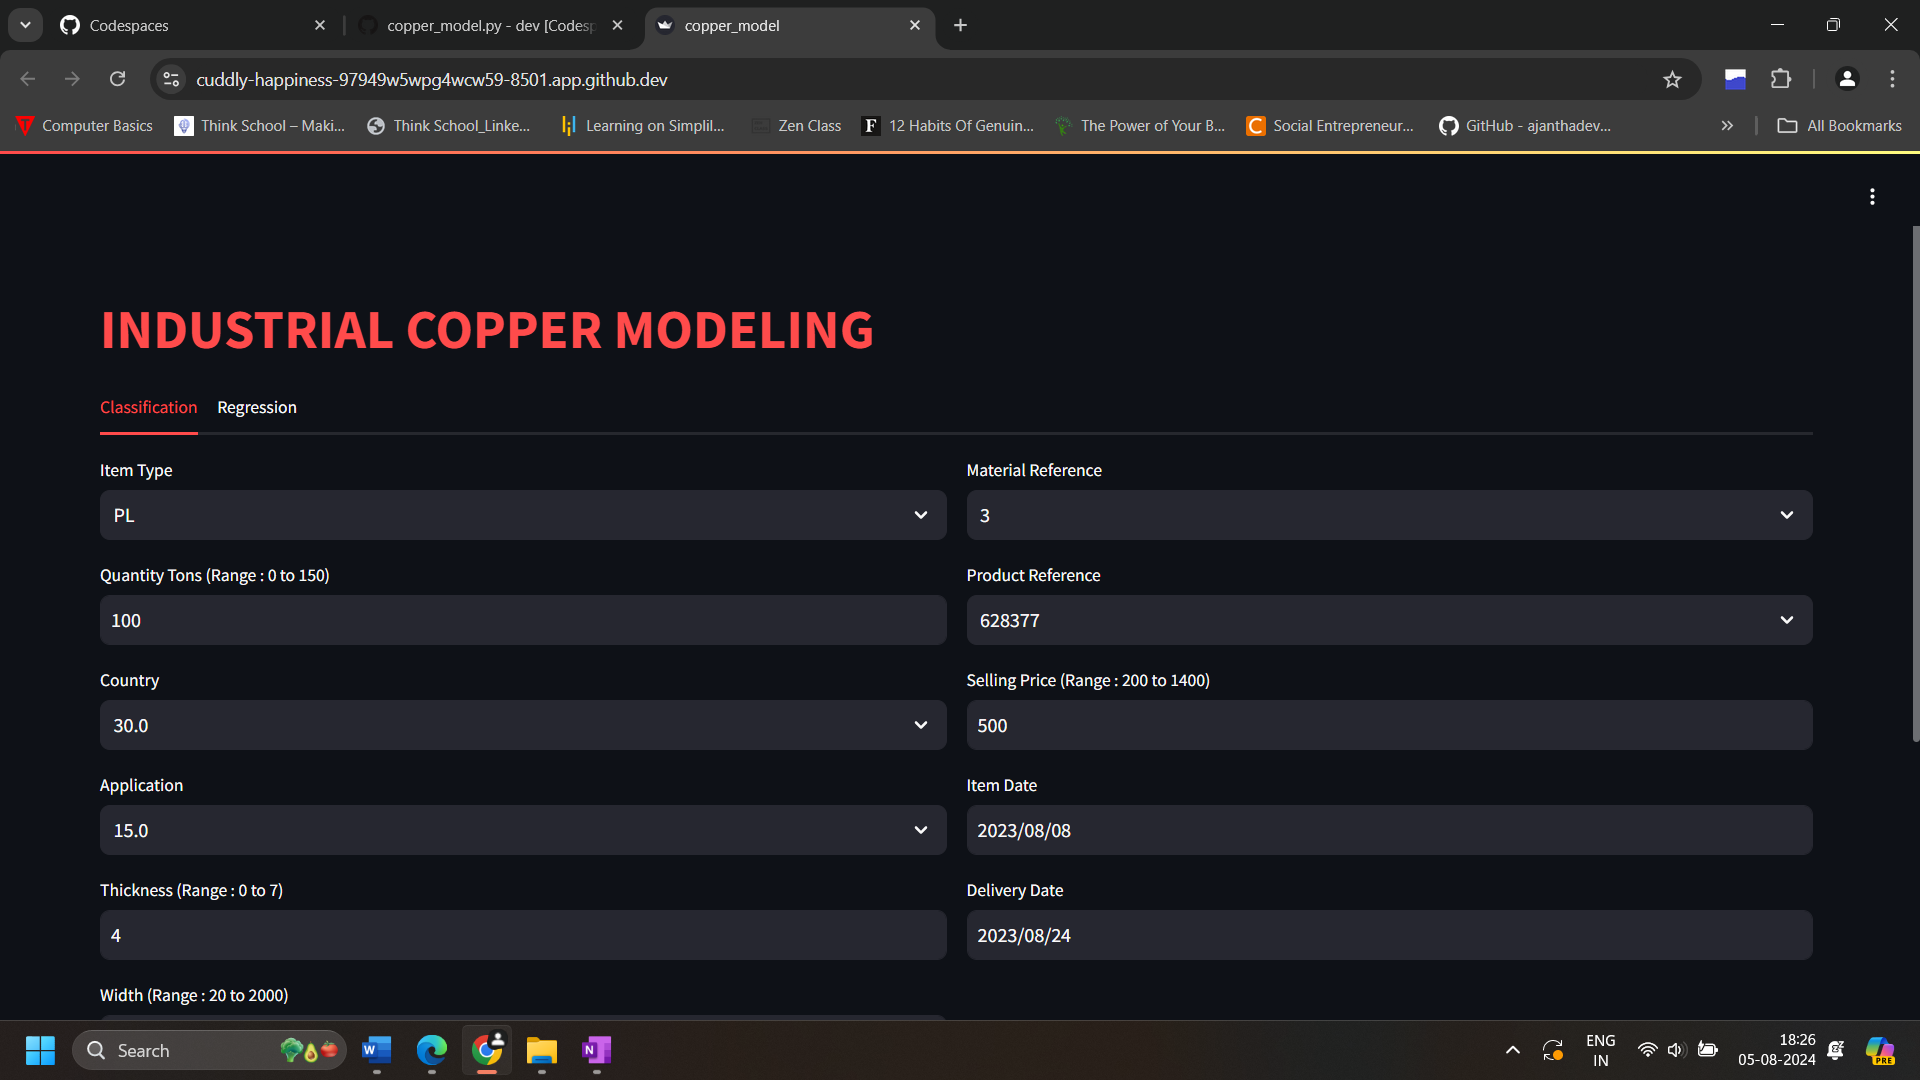 Codespaces
copper_model.py - dev [Codesp
copper_model
cuddly-happiness-97949w5wpg4wcw59-8501.app.github.dev
Computer Basics
Think School – Maki...
Think School_Linke...
Learning on Simplil...
Zen Class
F 12 Habits Of Genuin...
The Power of Your B...
C Social Entrepreneur...
GitHub - ajanthadev...
All Bookmarks
INDUSTRIAL COPPER MODELING
Classification Regression
Item Type
PL
Material Reference
3
Quantity Tons (Range : 0 to 150)
100
Product Reference
628377
Country
30.0
Selling Price (Range : 200 to 1400)
500
Application
15.0
Item Date
2023/08/08
Thickness (Range : 0 to 7)
4
Delivery Date
2023/08/24
Width (Range : 20 to 2000)
Search
W
N
ENG
IN
18:26
05-08-2024
PRE